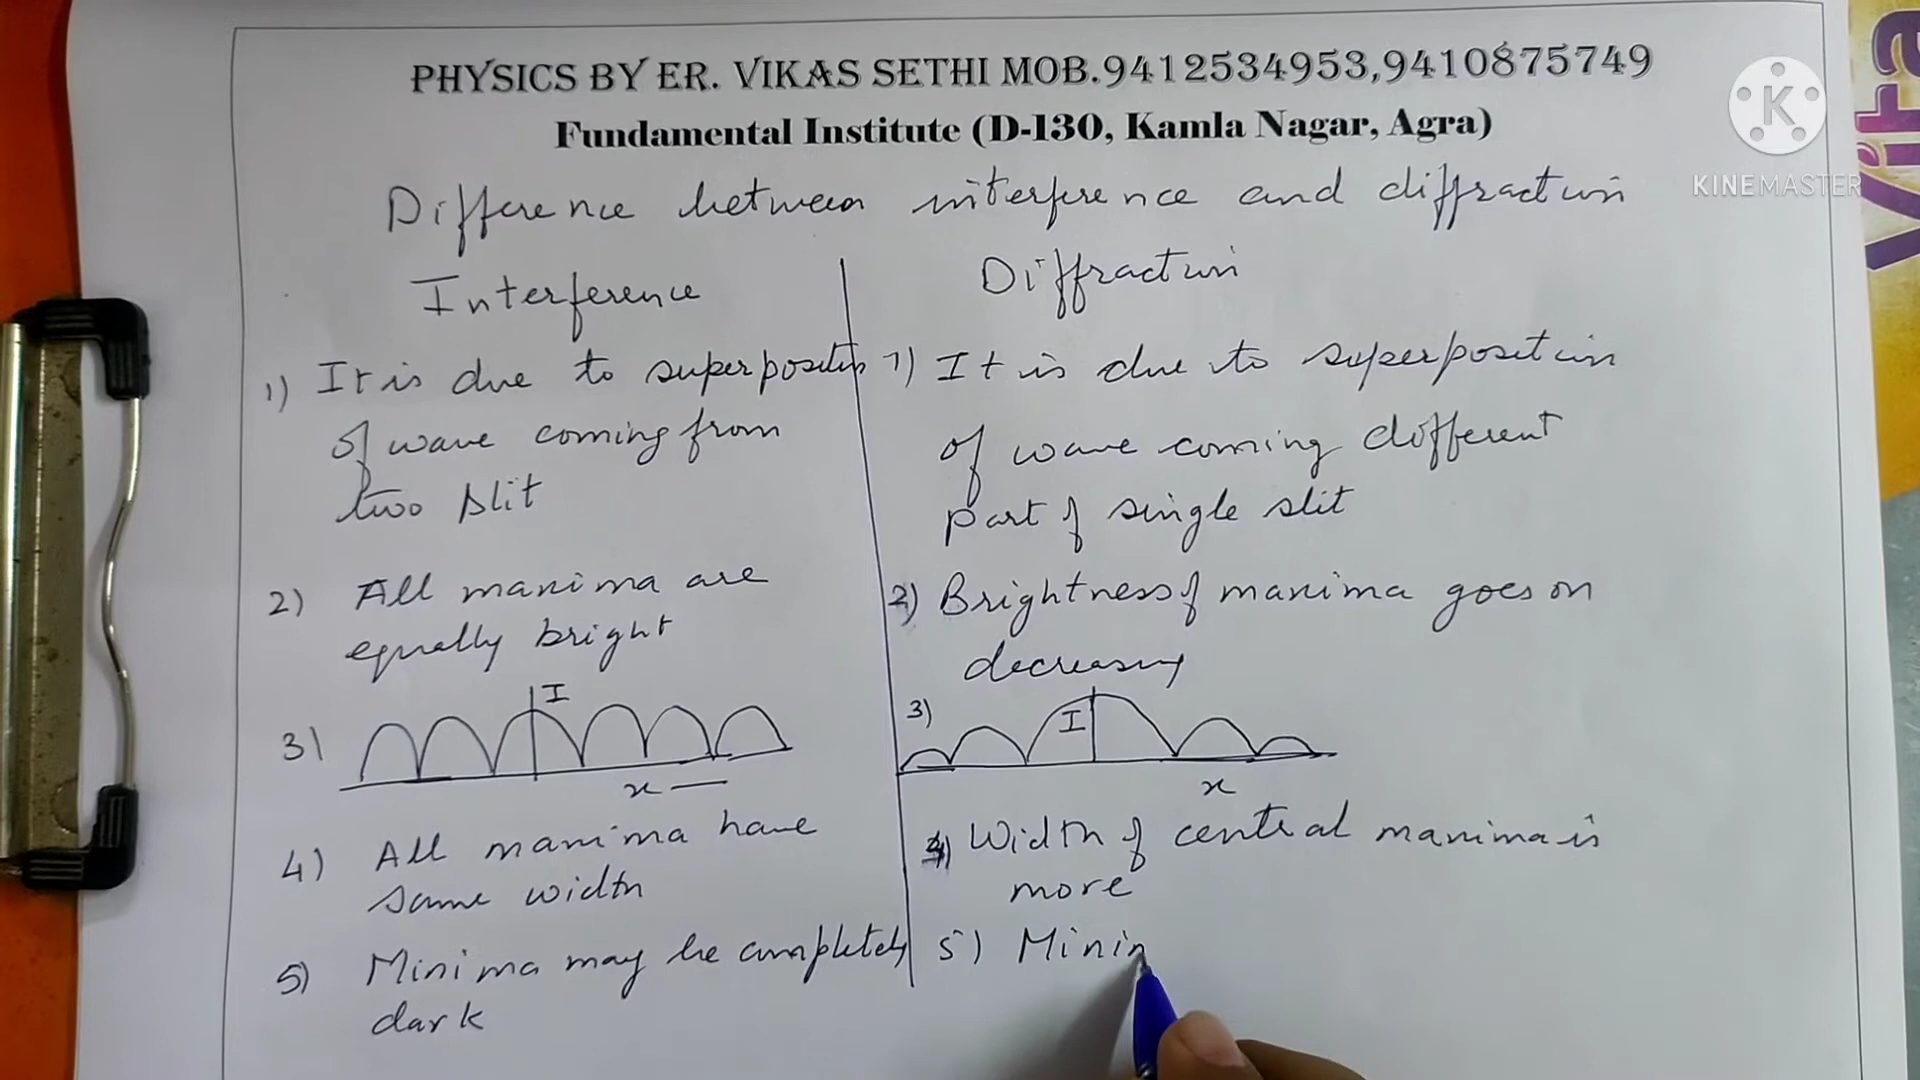 PHYSICS BY ER. VIKAS SETHI MOB.9412534953,9410875749
Fundamental Institute (D-130, Kamla Nagar, Agra)
K
KINEMASTER
Vita
Difference between interference and diffraction
Interference
1) It is due to superposition
of wave coming from
two slit
2) All maxima are
equally bright
3) I
x
4) All maxima have
same width
5) Minima may be completely
dark
Diffraction
1) It is due to superposition
of wave coming different
part of single slit
2) Brightness of maxima goes on
decreasing
3) I
x
4) Width of central maxima is
more
5) Minim